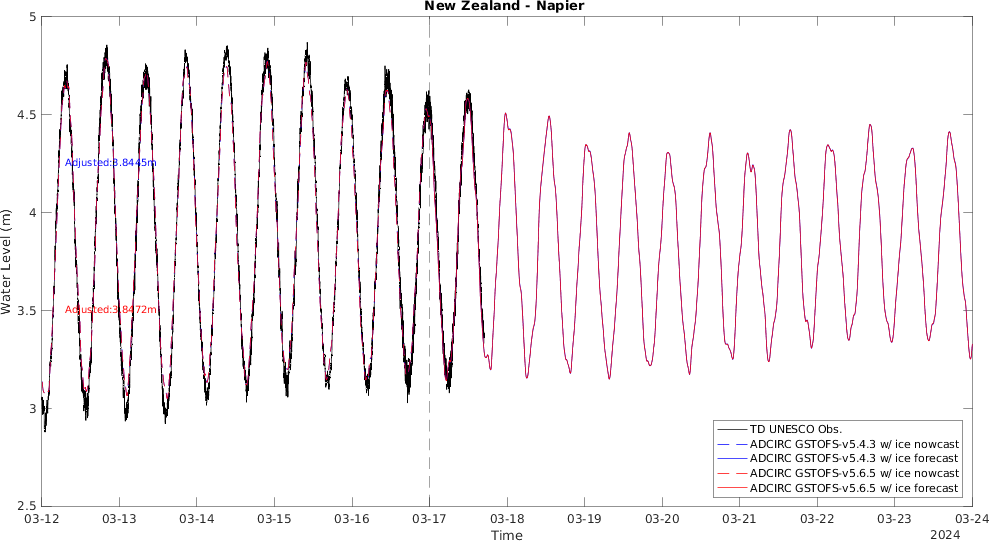 New Zealand - Napier
Water Level (m)
5
4.5
4
3.5
3
2.5
Adjusted:3.8445m
Adjusted:3.8472m
TD UNESCO Obs.
ADCIRC GSTOFS-v5.4.3 w/ ice nowcast
ADCIRC GSTOFS-v5.4.3 w/ ice forecast
ADCIRC GSTOFS-v5.6.5 w/ ice nowcast
ADCIRC GSTOFS-v5.6.5 w/ ice forecast
03-12 03-13 03-14 03-15 03-16 03-17 03-18 03-19 03-20 03-21 03-22 03-23 03-24
Time
2024